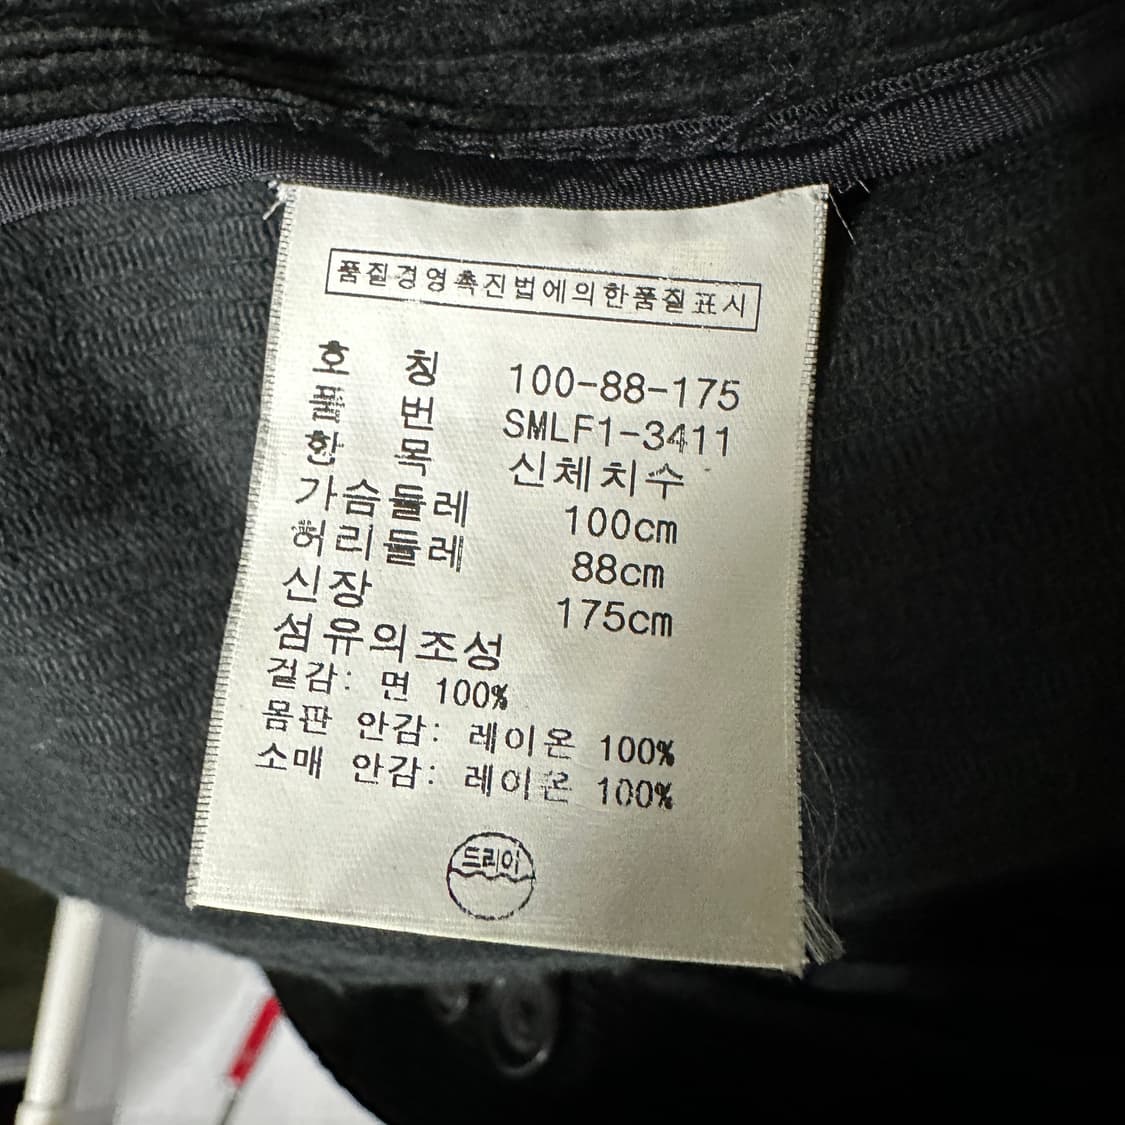 품질경영촉진법에의한품질표시
호 칭 100-88-175
품 번 SMLF1-3411
항 목 신체치수
가슴둘레 100cm
허리둘레 88cm
신장 175cm
섬유의조성
겉감: 면 100%
몸판 안감: 레이온 100%
소매 안감: 레이온 100%
드라이